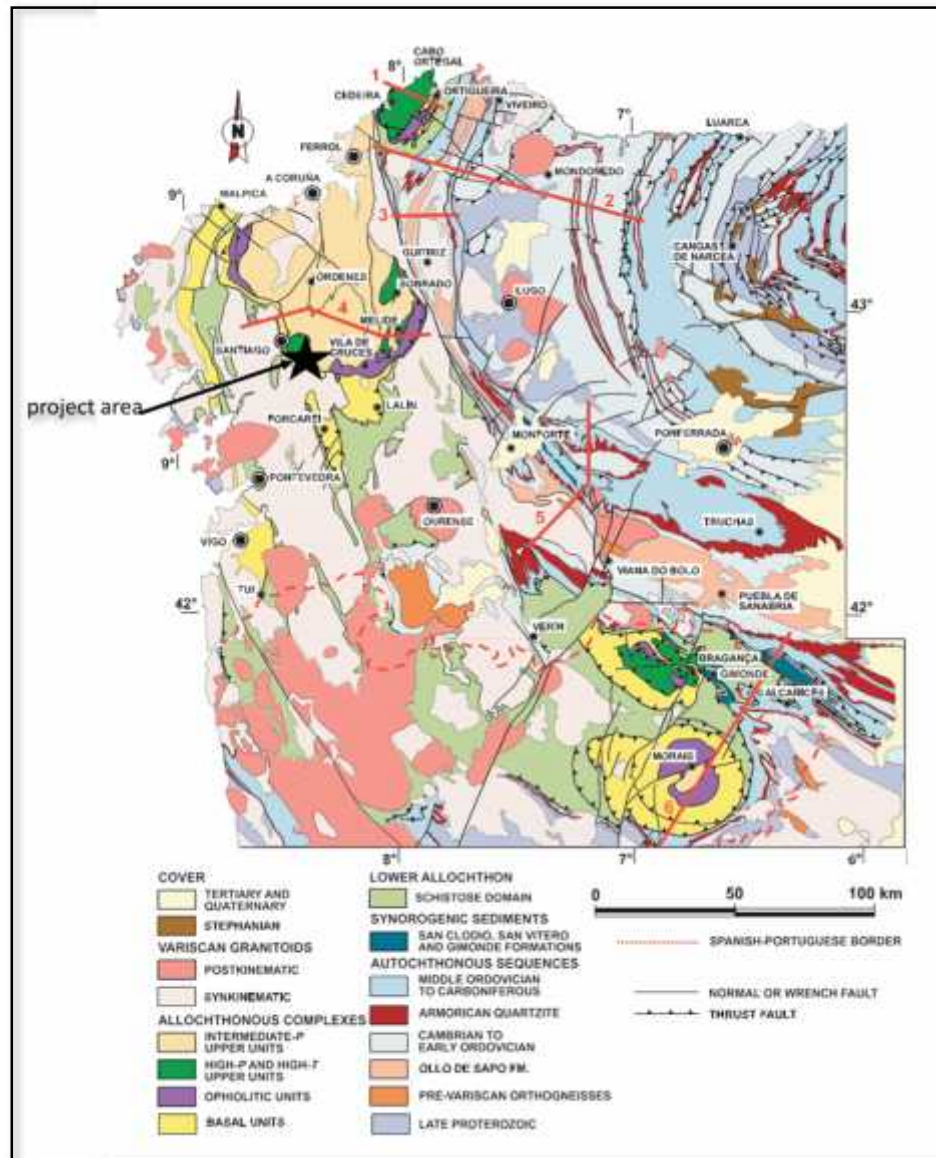 CABO
ORTEGAL
8°
1
ORTIGUEIRA
CEDEIRA
VIVEIRO
7°
LUARCA
N
FERROL
A CORUÑA
MONDOÑEDO
9°
MALPICA
2
3
GUITIRIZ
CANGAS
DE NARCEA
ÓRDENES
SOBRADO
LUGO
43°
4
MELIDE
SANTIAGO
VILA DE
CRUCES
project area
LALÍN
FORCAREI
MONFORTE
PONFERRADA
9°
PONTEVEDRA
OURENSE
5
TRUCHAS
VIGO
VIANA DO BOLO
TUI
PUEBLA DE
SANABRIA
42°
42°
VERÍN
BRAGANÇA
GIMONDE
ALCAÑICES
MORAIS
6
8°
7°
6°
COVER
TERTIARY AND
QUATERNARY
STEPHANIAN
VARISCAN GRANITOIDS
POSTKINEMATIC
SYNKINEMATIC
ALLOCHTHONOUS COMPLEXES
INTERMEDIATE-P
UPPER UNITS
HIGH-P AND HIGH-T
UPPER UNITS
OPHIOLITIC UNITS
BASAL UNITS
LOWER ALLOCHTHON
SCHISTOSE DOMAIN
SYNOROGENIC SEDIMENTS
SAN CLODIO, SAN VITERO
AND GIMONDE FORMATIONS
AUTOCHTHONOUS SEQUENCES
MIDDLE ORDOVICIAN
TO CARBONIFEROUS
ARMORICAN QUARTZITE
CAMBRIAN TO
EARLY ORDOVICIAN
OLLO DE SAPO FM.
PRE-VARISCAN ORTHOGNEISSES
LATE PROTEROZOIC
0 50 100 km
SPANISH-PORTUGUESE BORDER
NORMAL OR WRENCH FAULT
THRUST FAULT